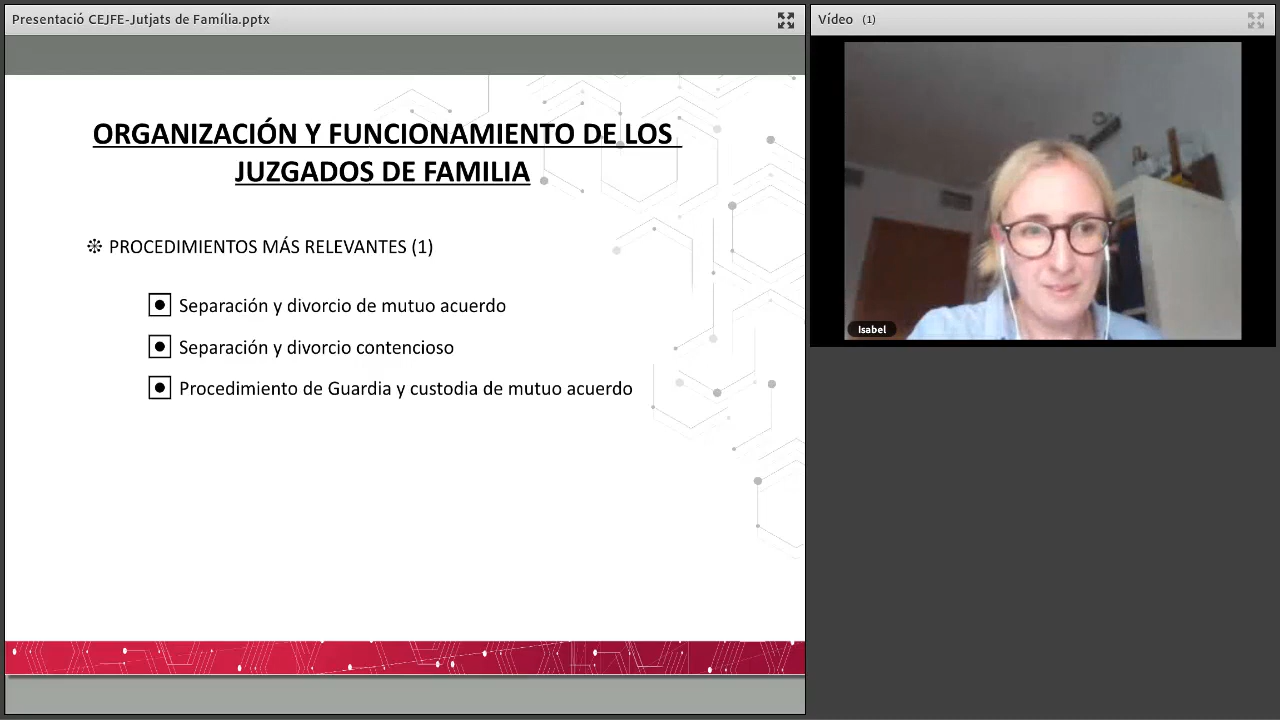 Presentació CEJFE-Jutjats de Família.pptx
Vídeo (1)
ORGANIZACIÓN Y FUNCIONAMIENTO DE LOS
JUZGADOS DE FAMILIA
PROCEDIMIENTOS MÁS RELEVANTES (1)
Separación y divorcio de mutuo acuerdo
Separación y divorcio contencioso
Procedimiento de Guardia y custodia de mutuo acuerdo
Isabel